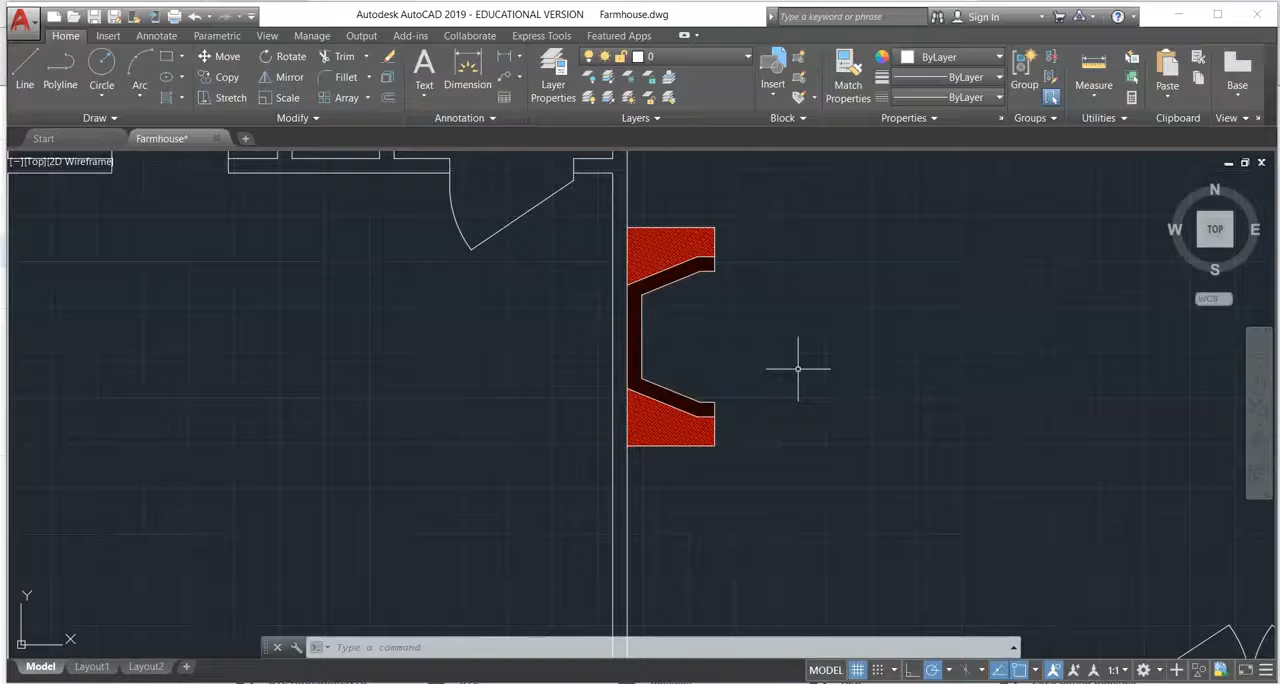 Autodesk AutoCAD 2019 - EDUCATIONAL VERSION Farmhouse.dwg
Type a keyword or phrase
Sign In
Home Insert Annotate Parametric View Manage Output Add-ins Collaborate Express Tools Featured Apps
Line Polyline Circle Arc
Move Rotate Trim
Copy Mirror Fillet
Stretch Scale Array
Text Dimension
Layer Properties
0
Insert
Match Properties
ByLayer
ByLayer
ByLayer
Group
Measure
Paste
Base
Draw Modify Annotation Layers Block Properties Groups Utilities Clipboard View
Start Farmhouse*
[−][Top][2D Wireframe]
N
W TOP E
S
WCS
Y
X
Type a command
Model Layout1 Layout2
MODEL 1:1